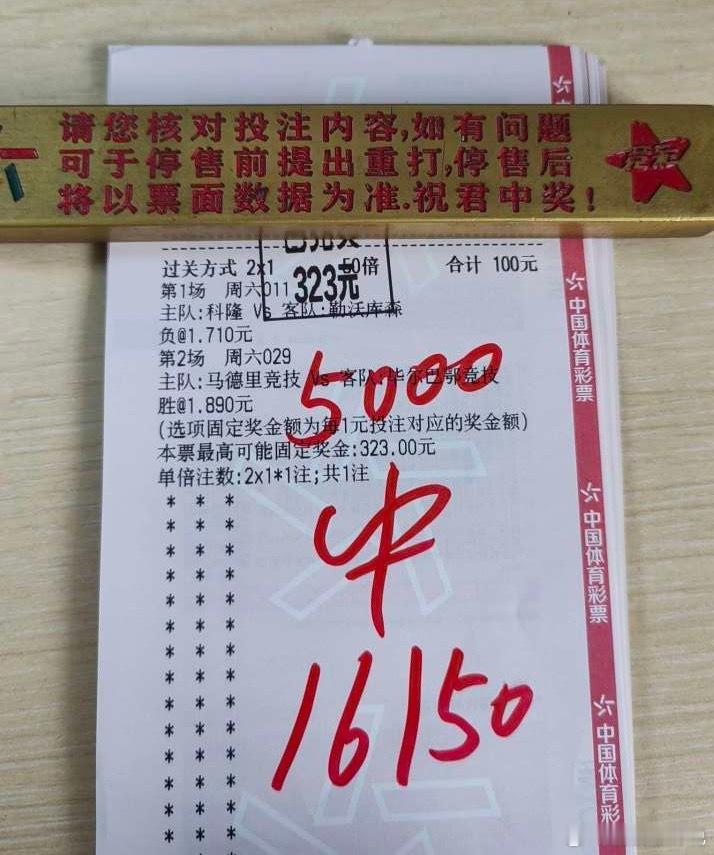 请您核对投注内容,如有问题
可于停售前提出重打,停售后
将以票面数据为准.祝君中奖!
过关方式 2x1 50倍 合计 100元
323元
第1场 周六011
主队:科隆 Vs 客队:勒沃库森
负@1.710元
第2场 周六029
主队:马德里竞技 Vs 客队:毕尔巴鄂竞技
胜@1.890元
(选项固定奖金额为每1元投注对应的奖金额)
本票最高可能固定奖金:323.00元
单倍注数:2x1*1注;共1注
* * *
* * *
* * *
* * *
* * *
* * *
* * *
* * *
* * *
* * *
* * *
* * *
* * *
* * *
5000
中
16150
中国体育彩票
中国体育彩票
中国体育彩